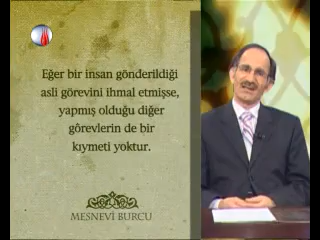 Eğer bir insan gönderildiği
asli görevini ihmal etmişse,
yapmış olduğu diğer
görevlerin de bir
kıymeti yoktur.
MESNEVİ BURCU